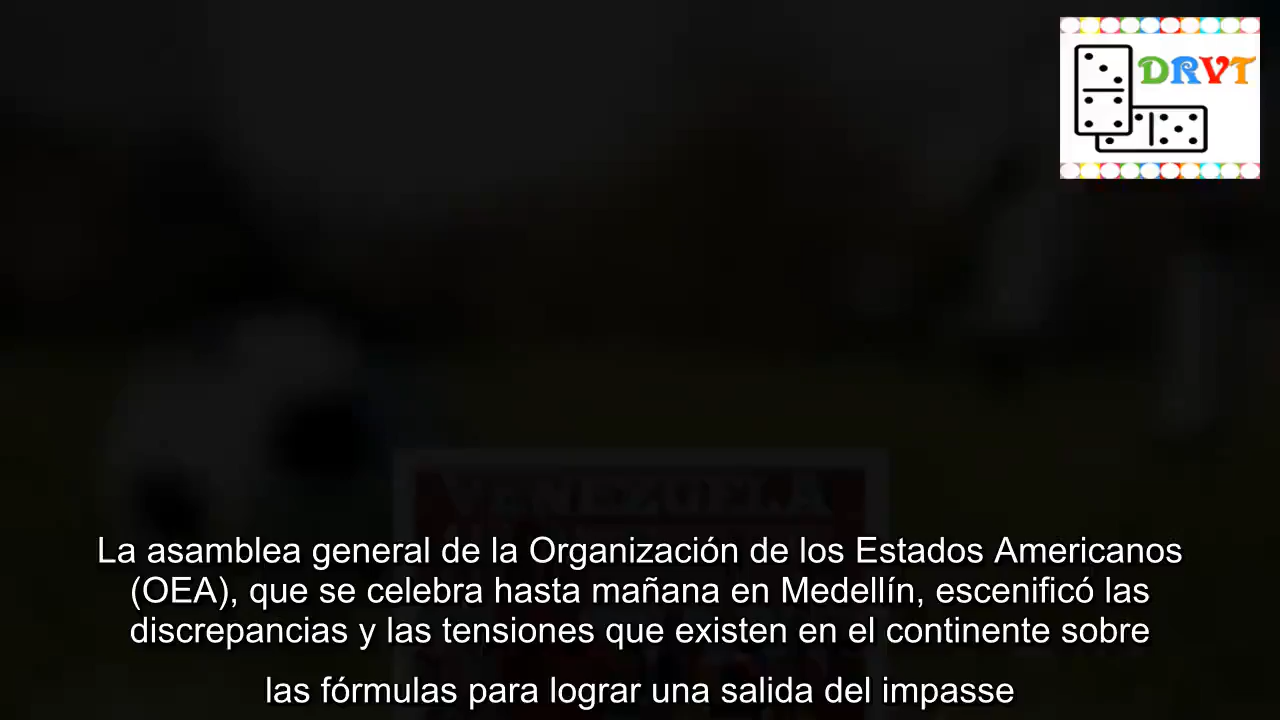 DRVT
VENEZUELA
La asamblea general de la Organización de los Estados Americanos
(OEA), que se celebra hasta mañana en Medellín, escenificó las
discrepancias y las tensiones que existen en el continente sobre
las fórmulas para lograr una salida del impasse